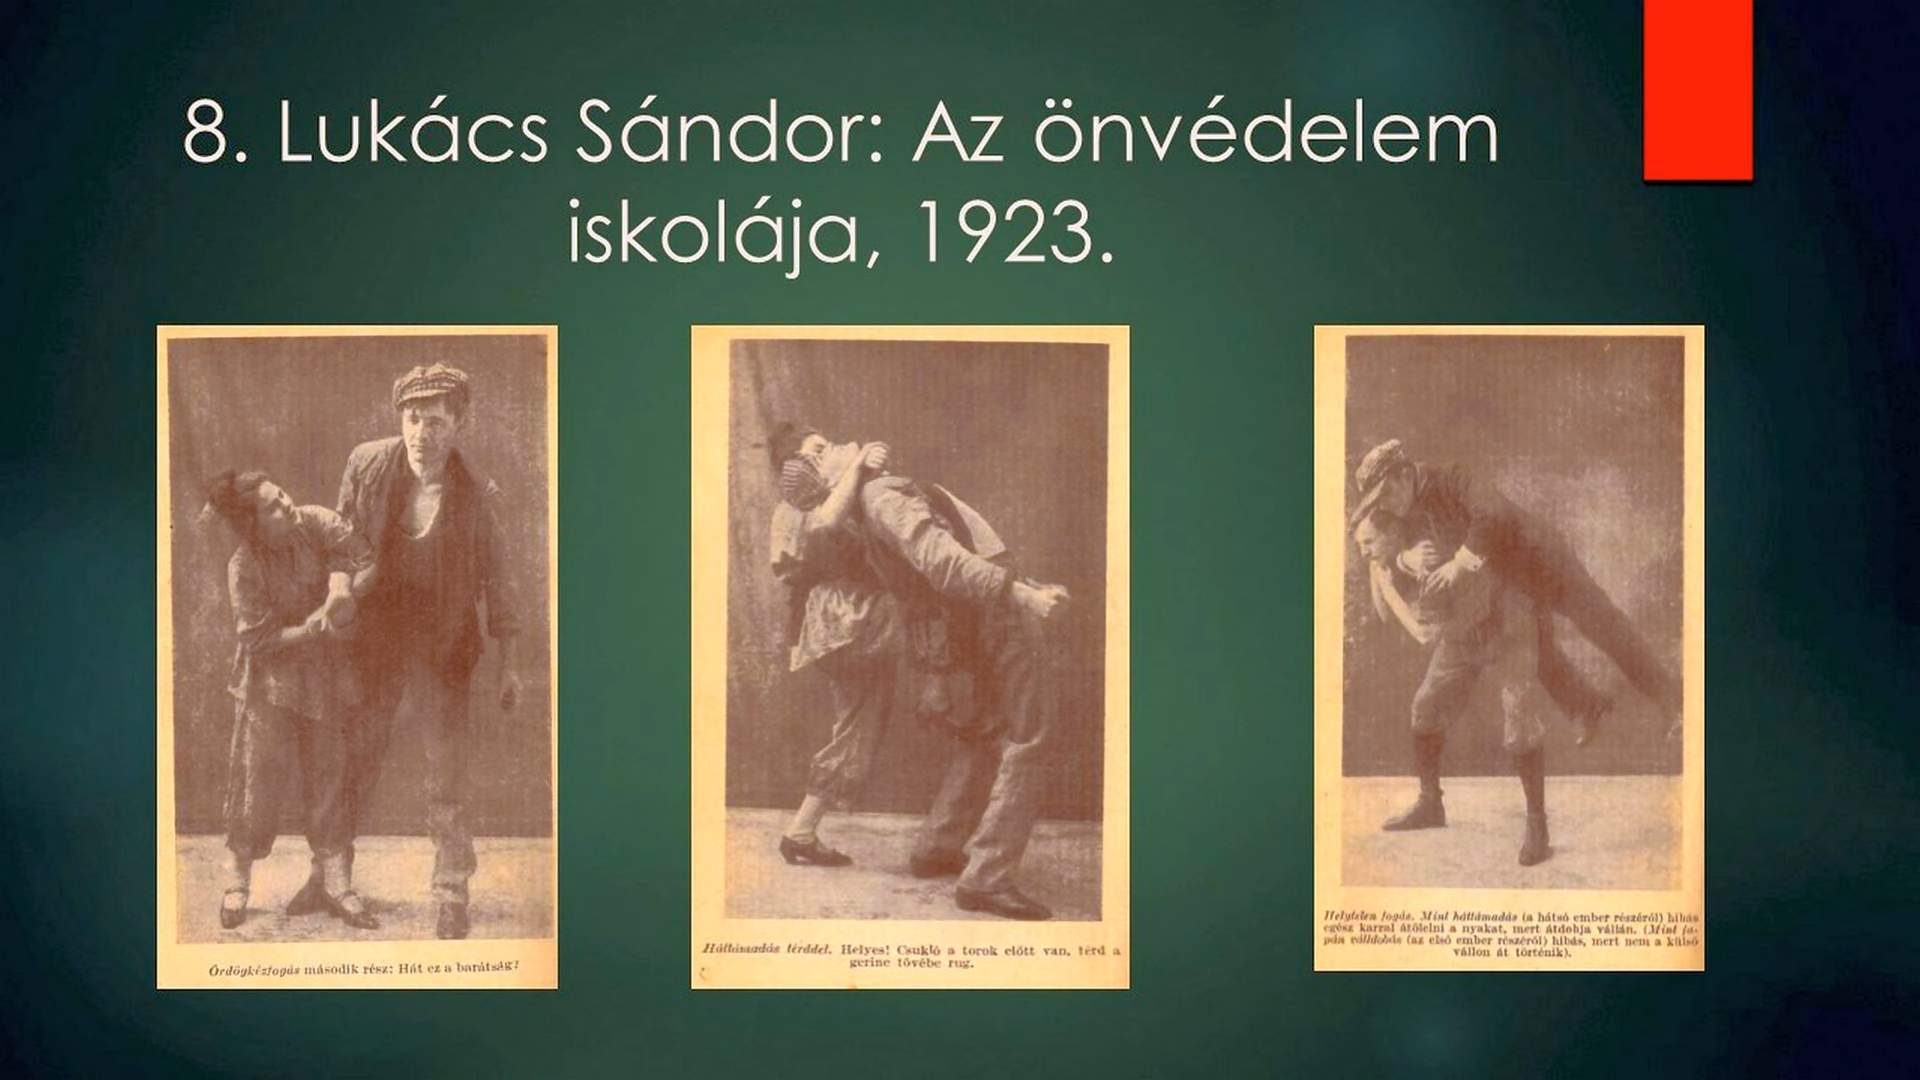 8. Lukács Sándor: Az önvédelem
iskolája, 1923.
Ördögkézfogás második rész: Hát ez a barátság?
Háttámadás térddel. Helyes! Csukló a torok előtt van, térd a
gerinc tövébe rug.
Helytelen fogás. Mint háttámadás (a hátsó ember részéről) hibás
egész karral átölelni a nyakat, mert átdobja vállán. (Mint ja-
pán válldobás (az első ember részéről) hibás, mert nem a külső
vállon át történik).